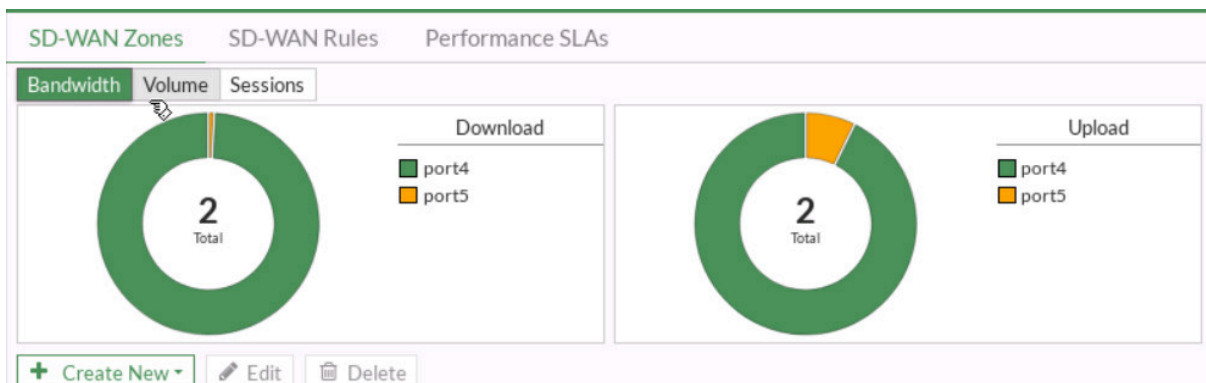 SD-WAN Zones SD-WAN Rules Performance SLAs
Bandwidth Volume Sessions
Download
port4
port5
2
Total
Upload
port4
port5
2
Total
+ Create New Edit Delete